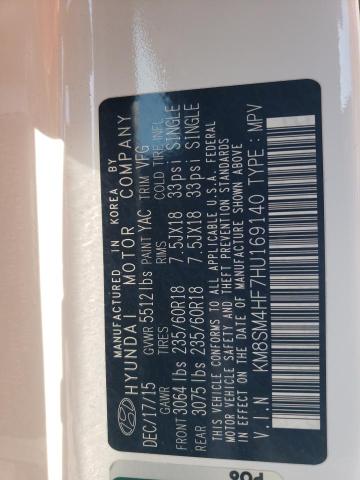 MANUFACTURED IN KOREA BY
HYUNDAI MOTOR COMPANY
DEC/17/15 GVWR 5512 lbs PAINT YAC TRIM VFG
GAWR TIRES RIMS COLD TIRE INFL
FRONT 3064 lbs 235/60R18 7.5JX18 33psi SINGLE
REAR 3075 lbs 235/60R18 7.5JX18 33psi SINGLE
THIS VEHICLE CONFORMS TO ALL APPLICABLE U.S.A. FEDERAL
MOTOR VEHICLE SAFETY, BUMPER, AND THEFT PREVENTION STANDARDS
IN EFFECT ON THE DATE OF MANUFACTURE SHOWN ABOVE.
V.I.N KM8SM4HF7HU169140 TYPE: MPV